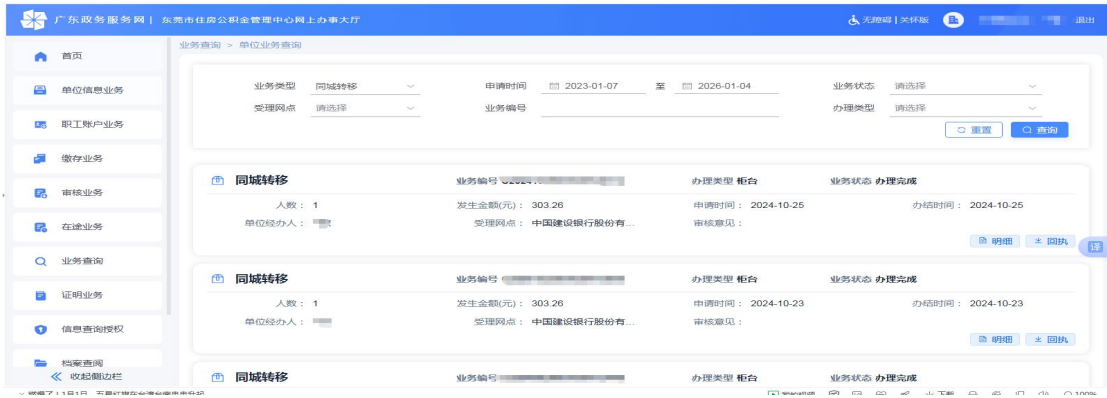 广东政务服务网 | 东莞市住房公积金管理中心网上办事大厅 无障碍 | 关怀版 退出
业务查询 > 单位业务查询
首页
单位信息业务
职工账户业务
缴存业务
审核业务
在途业务
业务查询
证明业务
信息查询授权
档案查阅
收起侧边栏
业务类型 同城转移 申请时间 2023-01-07 至 2026-01-04 业务状态 请选择
受理网点 请选择 业务编号 办理类型 请选择
重置 查询
同城转移 业务编号 办理类型 柜台 业务状态 办理完成
人数: 1 发生金额(元): 303.26 申请时间: 2024-10-25 办结时间: 2024-10-25
单位经办人: 受理网点: 中国建设银行股份有... 审核意见:
明细 回执
译
同城转移 业务编号 办理类型 柜台 业务状态 办理完成
人数: 1 发生金额(元): 303.26 申请时间: 2024-10-23 办结时间: 2024-10-23
单位经办人: 受理网点: 中国建设银行股份有... 审核意见:
明细 回执
同城转移 业务编号 办理类型 柜台 业务状态 办理完成
下载 100%